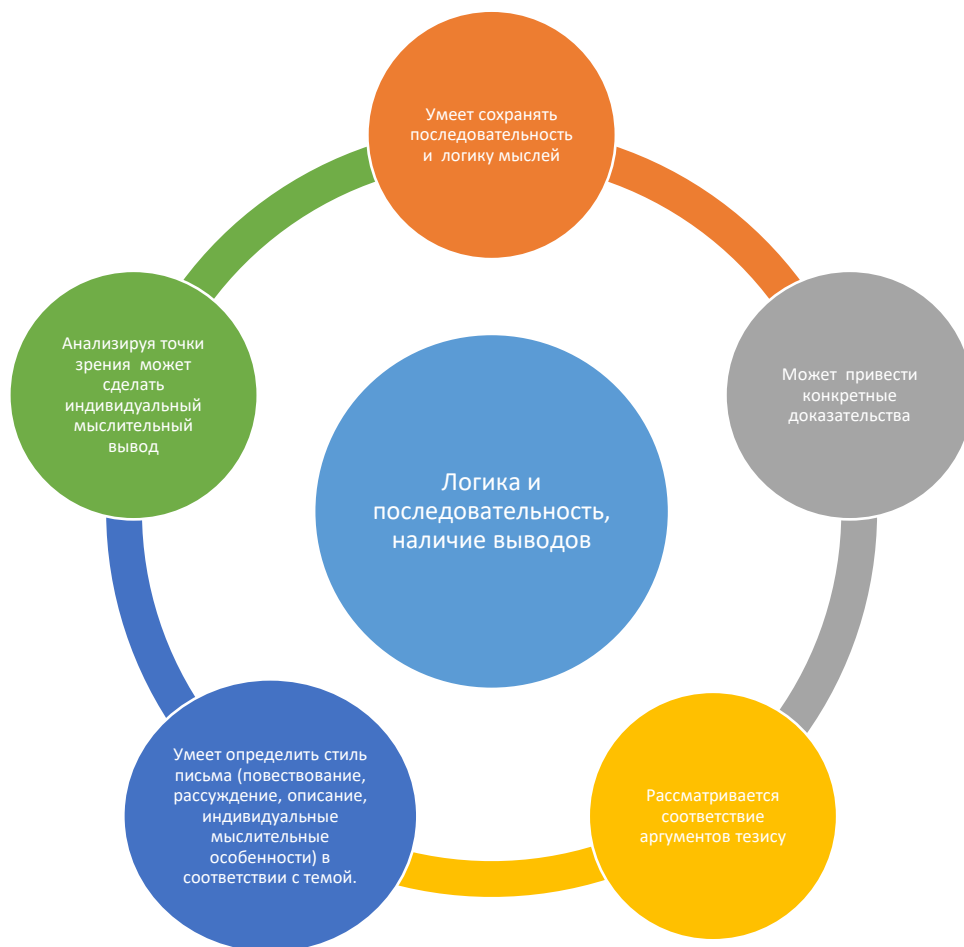 Умеет сохранять
последовательность
и логику мыслей
Может привести
конкретные
доказательства
Рассматривается
соответствие
аргументов тезису
Умеет определить стиль
письма (повествование,
рассуждение, описание,
индивидуальные
мыслительные
особенности) в
соответствии с темой.
Анализируя точки
зрения может
сделать
индивидуальный
мыслительный
вывод
Логика и
последовательность,
наличие выводов